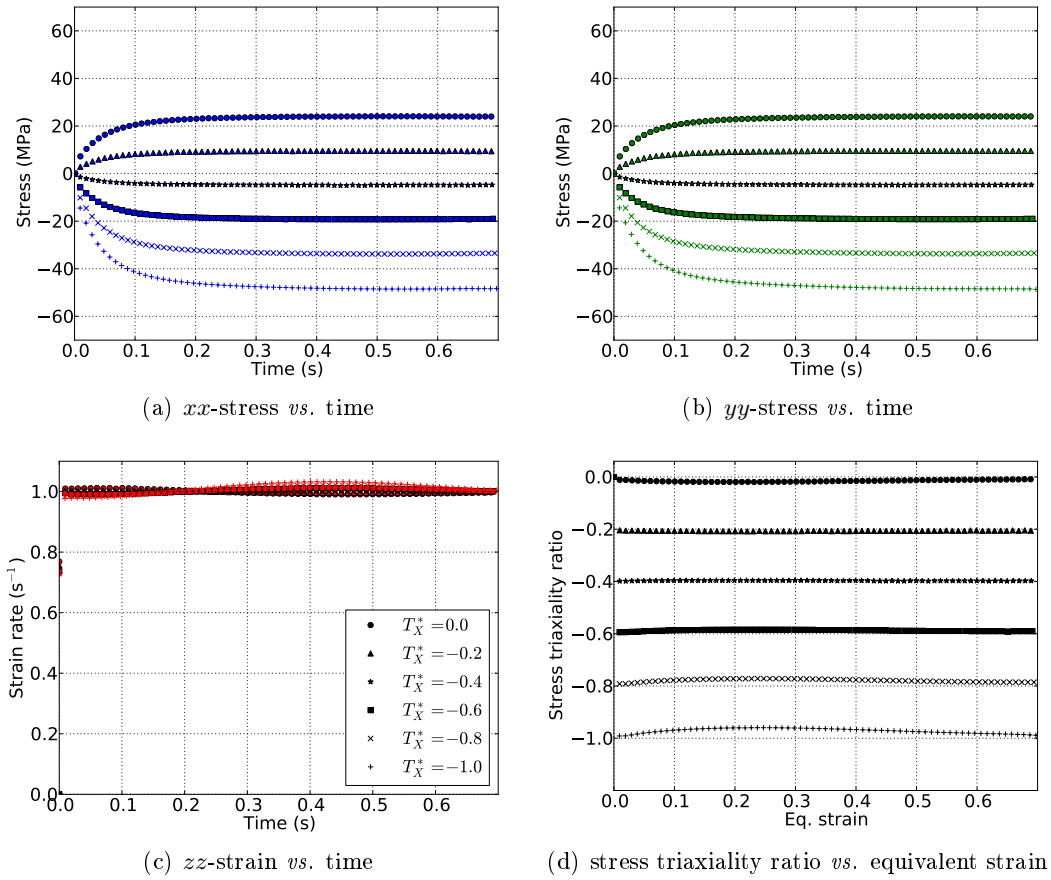 60
40
20
0
−20
−40
−60
Stress (MPa)
0.0 0.1 0.2 0.3 0.4 0.5 0.6
Time (s)
(a) xx-stress vs. time
60
40
20
0
−20
−40
−60
Stress (MPa)
0.0 0.1 0.2 0.3 0.4 0.5 0.6
Time (s)
(b) yy-stress vs. time
1.0
0.8
0.6
0.4
0.2
0.0
Strain rate (s⁻¹)
T*X=0.0
T*X=−0.2
T*X=−0.4
T*X=−0.6
T*X=−0.8
T*X=−1.0
0.0 0.1 0.2 0.3 0.4 0.5 0.6
Time (s)
(c) zz-strain vs. time
0.0
−0.2
−0.4
−0.6
−0.8
−1.0
Stress triaxiality ratio
0.0 0.1 0.2 0.3 0.4 0.5 0.6
Eq. strain
(d) stress triaxiality ratio vs. equivalent strain